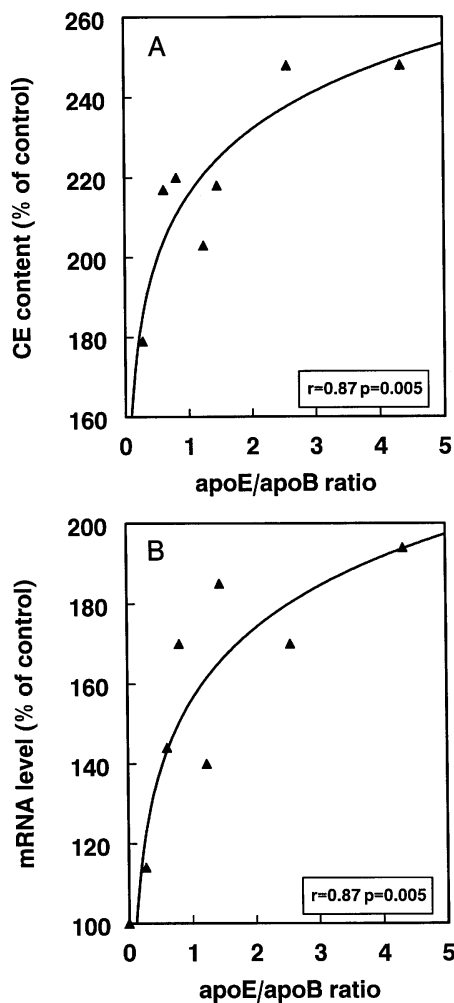 A
CE content (% of control)
260
240
220
200
180
160
0 1 2 3 4 5
r=0.87 p=0.005
apoE/apoB ratio
B
mRNA level (% of control)
200
180
160
140
120
100
0 1 2 3 4 5
r=0.87 p=0.005
apoE/apoB ratio